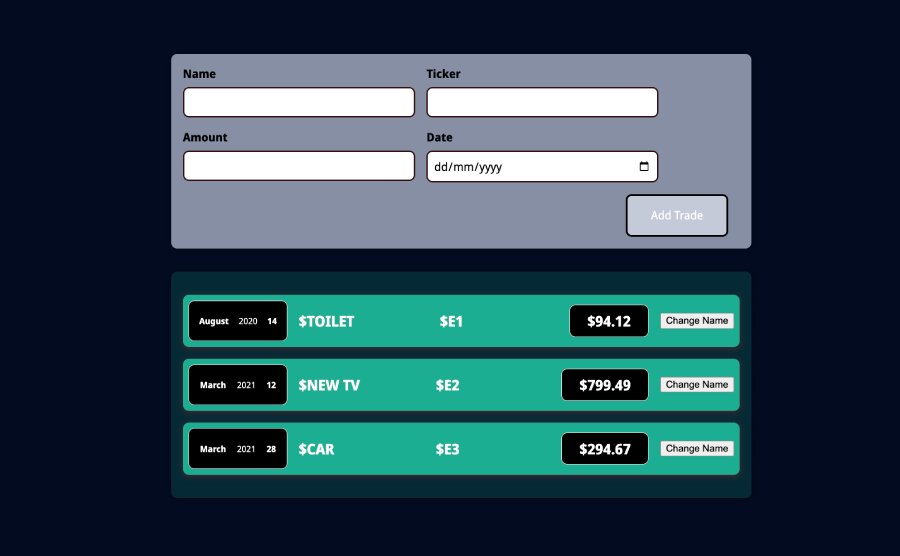 Name Ticker
Amount Date
dd/mm/yyyy
Add Trade
August 2020 14 $TOILET $E1 $94.12 Change Name
March 2021 12 $NEW TV $E2 $799.49 Change Name
March 2021 28 $CAR $E3 $294.67 Change Name